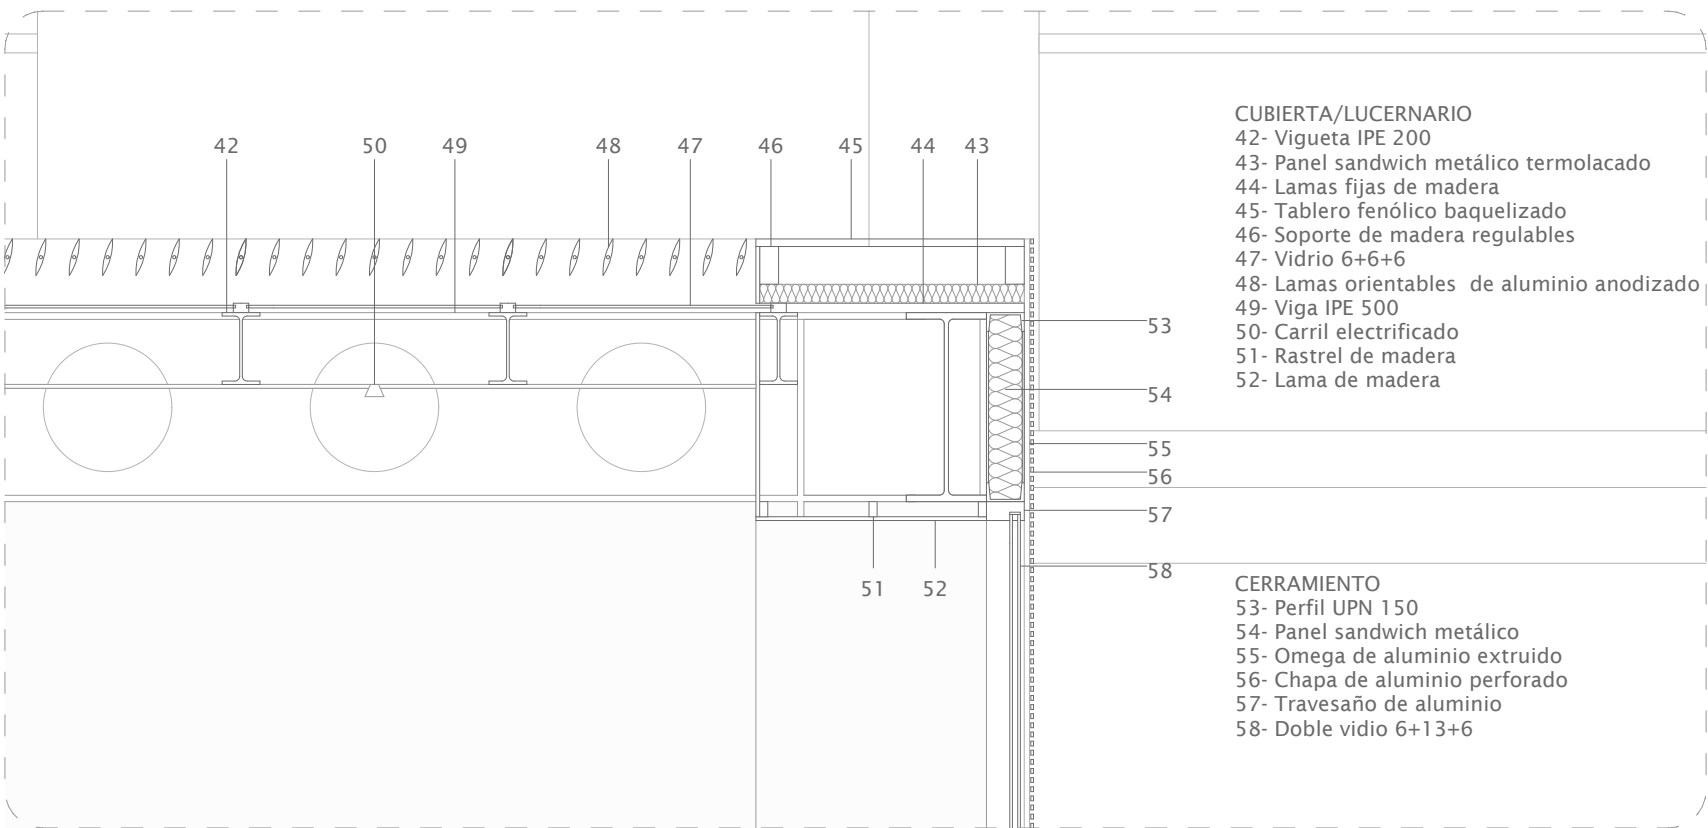 42 50 49 48 47 46 45 44 43
CUBIERTA/LUCERNARIO
42- Vigueta IPE 200
43- Panel sandwich metálico termolacado
44- Lamas fijas de madera
45- Tablero fenólico baquelizado
46- Soporte de madera regulables
47- Vidrio 6+6+6
48- Lamas orientables  de aluminio anodizado
49- Viga IPE 500
50- Carril electrificado
51- Rastrel de madera
52- Lama de madera
53
54
55
56
57
58
51 52
CERRAMIENTO
53- Perfil UPN 150
54- Panel sandwich metálico
55- Omega de aluminio extruido
56- Chapa de aluminio perforado
57- Travesaño de aluminio
58- Doble vidio 6+13+6